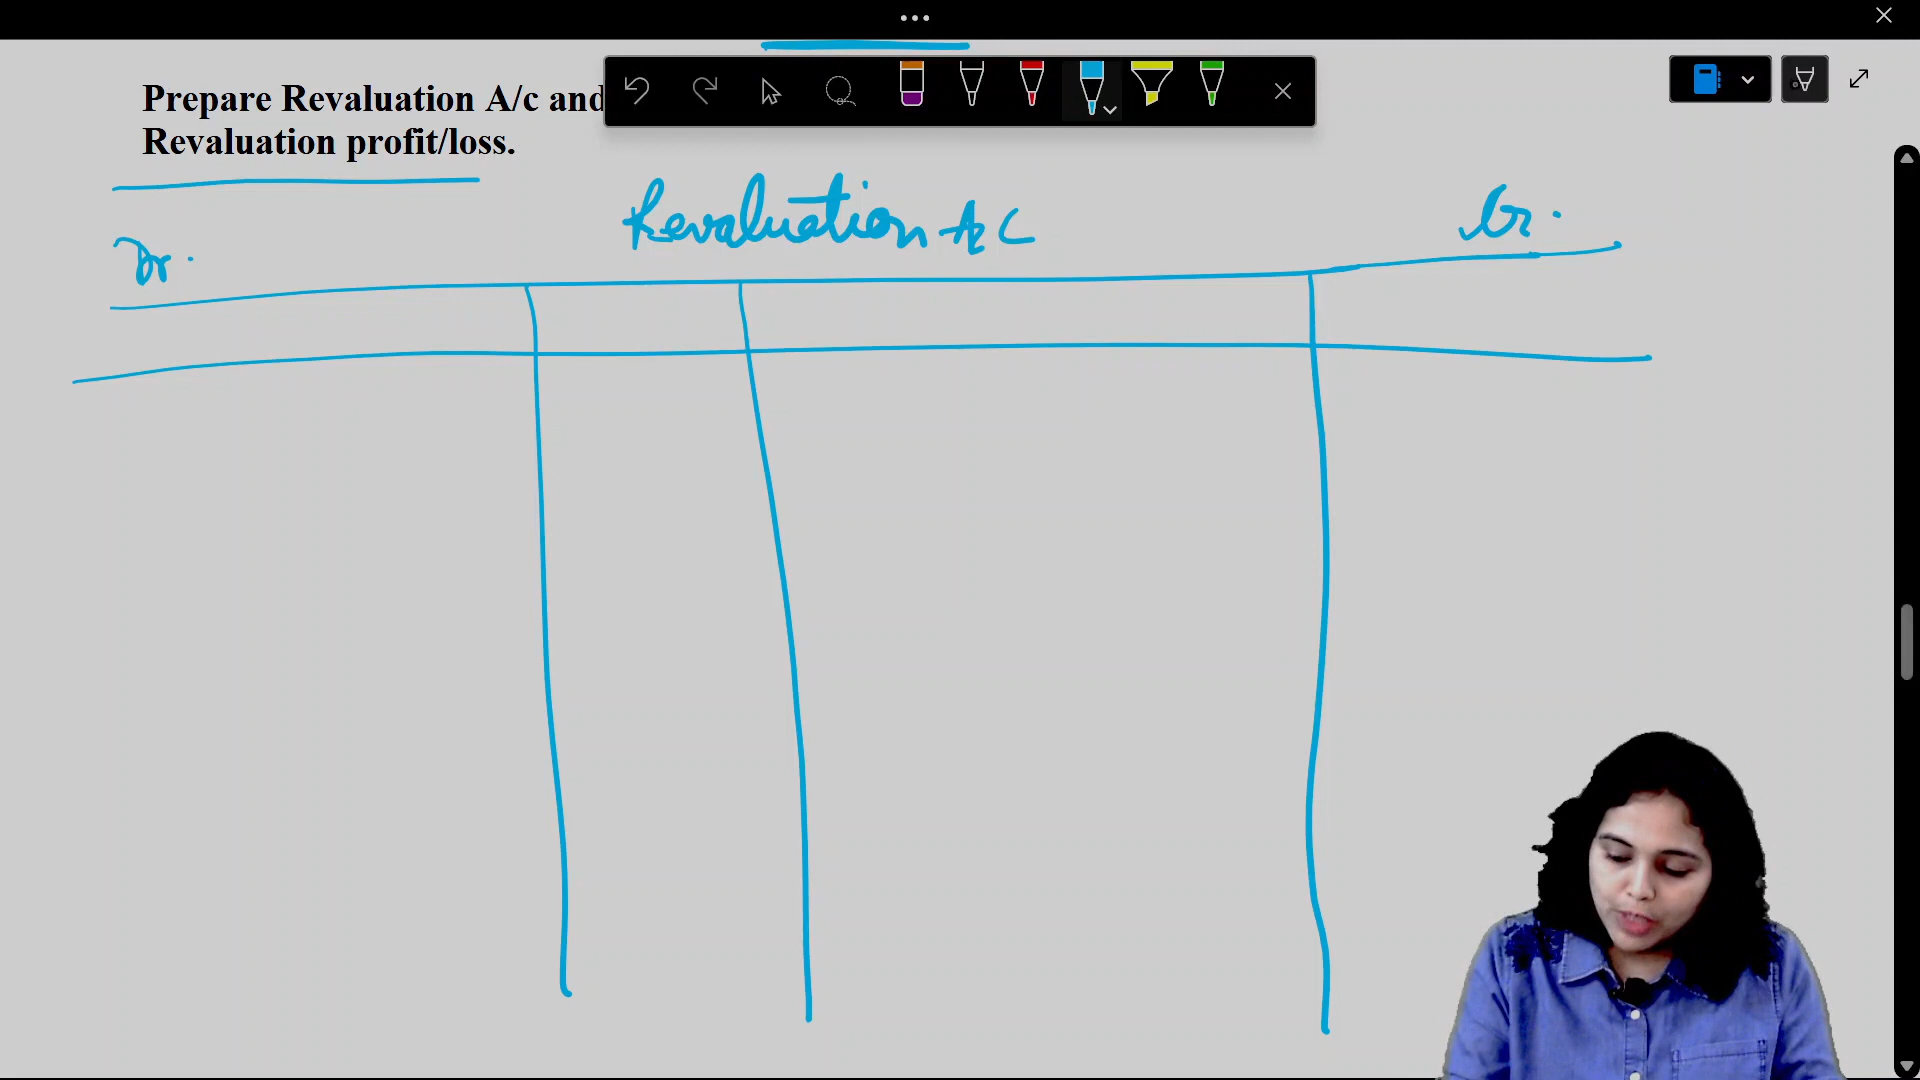 Prepare Revaluation A/c and
Revaluation profit/loss.
Revaluation A/C
Dr.
Cr.